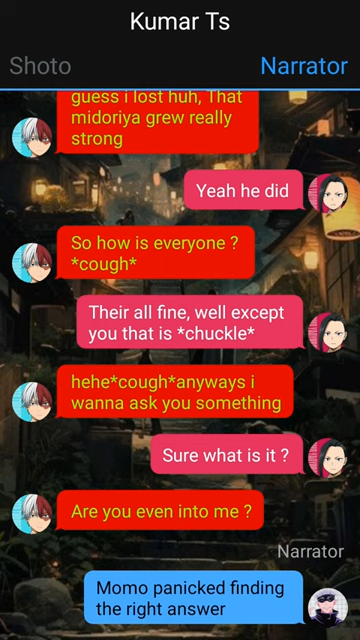 Kumar Ts
Shoto Narrator
guess i lost huh, That
midoriya grew really
strong
Yeah he did
So how is everyone ?
*cough*
Their all fine, well except
you that is *chuckle*
hehe*cough*anyways i
wanna ask you something
Sure what is it ?
Are you even into me ?
Narrator
Momo panicked finding
the right answer